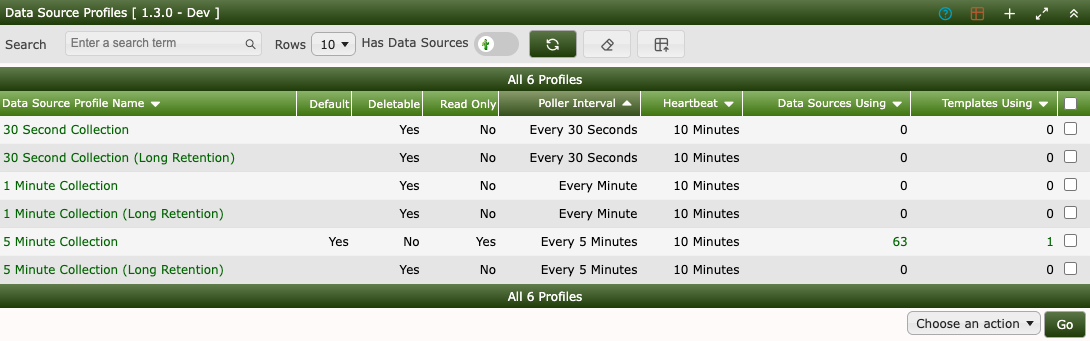 Data Source Profiles [ 1.3.0 - Dev ]
Search Enter a search term Rows 10 Has Data Sources
All 6 Profiles
Data Source Profile Name Default Deletable Read Only Poller Interval Heartbeat Data Sources Using Templates Using
30 Second Collection Yes No Every 30 Seconds 10 Minutes 0 0
30 Second Collection (Long Retention) Yes No Every 30 Seconds 10 Minutes 0 0
1 Minute Collection Yes No Every Minute 10 Minutes 0 0
1 Minute Collection (Long Retention) Yes No Every Minute 10 Minutes 0 0
5 Minute Collection Yes No Yes Every 5 Minutes 10 Minutes 63 1
5 Minute Collection (Long Retention) Yes No Every 5 Minutes 10 Minutes 0 0
All 6 Profiles
Choose an action Go